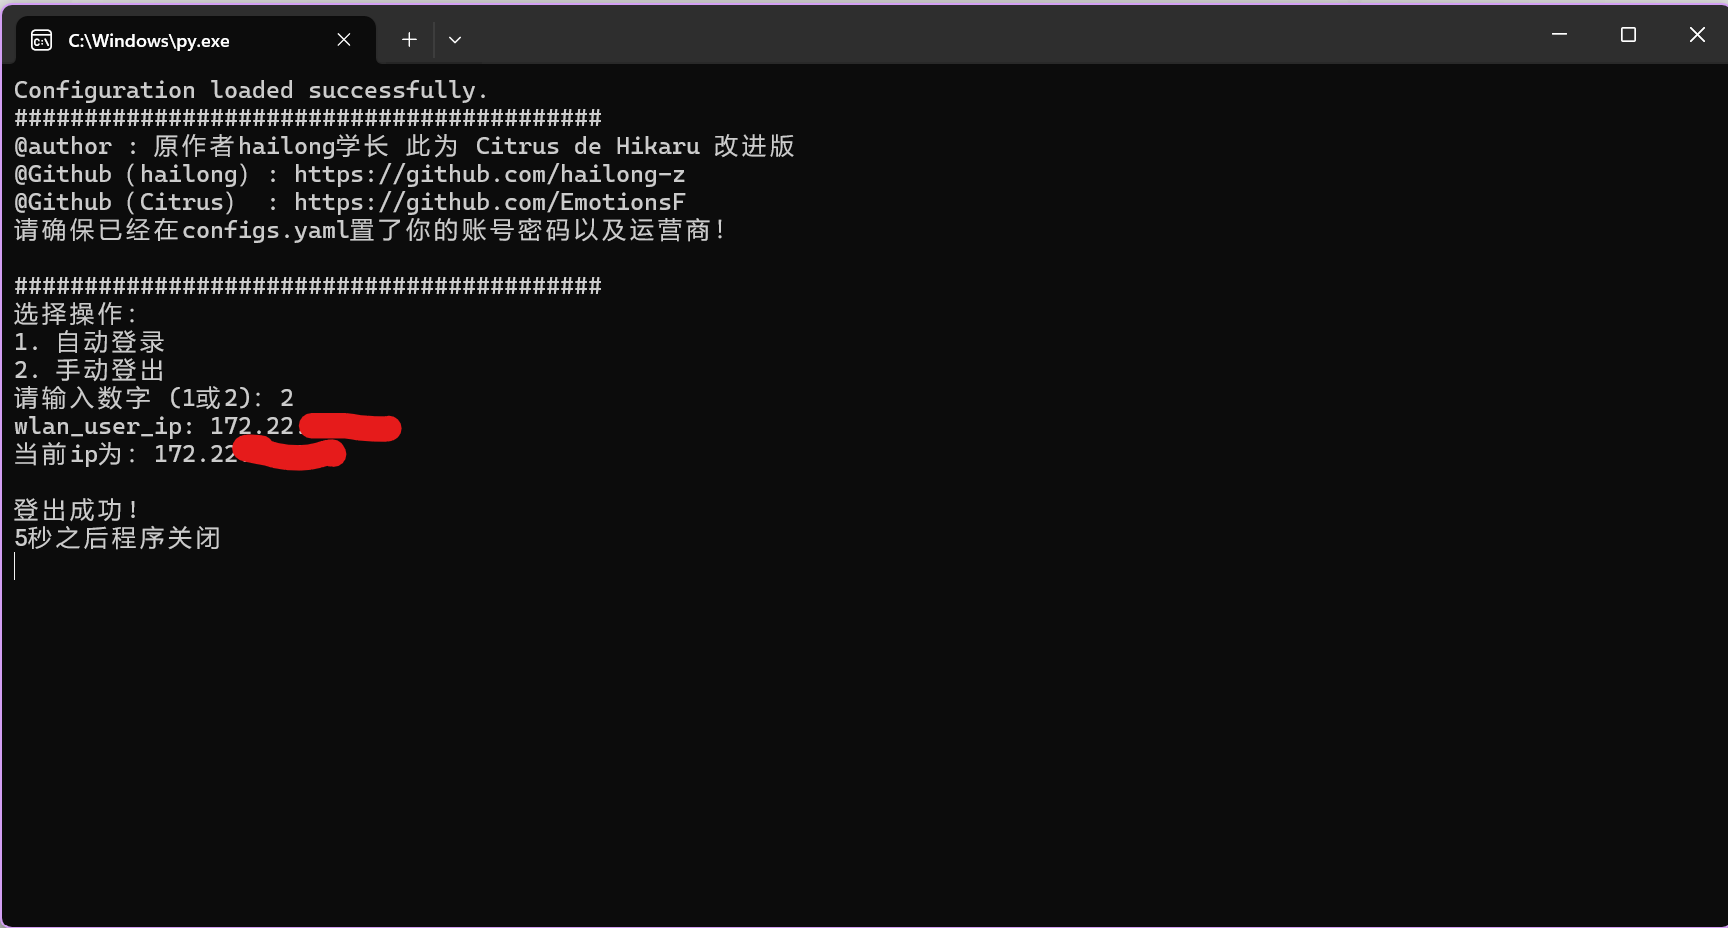 C:\Windows\py.exe
Configuration loaded successfully.
##########################################
@author : 原作者hailong学长 此为 Citrus de Hikaru 改进版
@Github（hailong） : https://github.com/hailong-z
@Github（Citrus）  : https://github.com/EmotionsF
请确保已经在configs.yaml置了你的账号密码以及运营商！
##########################################
选择操作：
1. 自动登录
2. 手动登出
请输入数字 (1或2): 2
wlan_user_ip: 172.22.
当前ip为: 172.22
登出成功！
5秒之后程序关闭